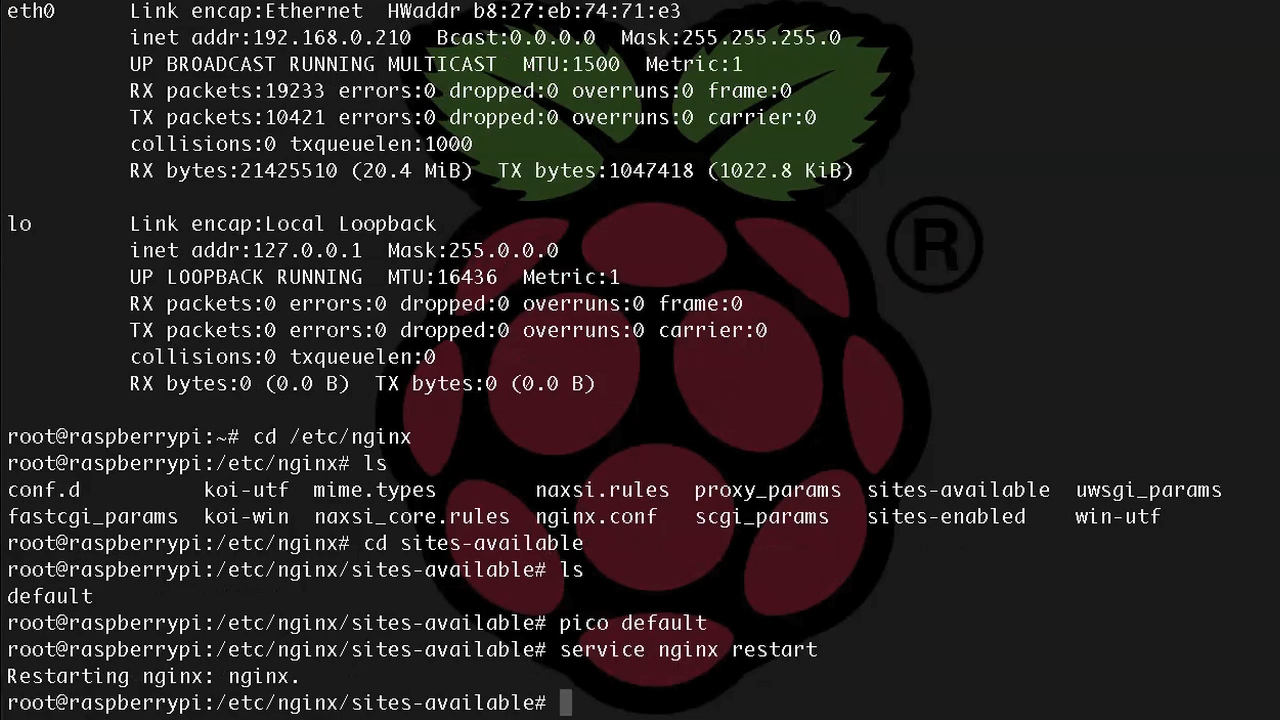 eth0      Link encap:Ethernet  HWaddr b8:27:eb:74:71:e3
          inet addr:192.168.0.210  Bcast:0.0.0.0  Mask:255.255.255.0
          UP BROADCAST RUNNING MULTICAST  MTU:1500  Metric:1
          RX packets:19233 errors:0 dropped:0 overruns:0 frame:0
          TX packets:10421 errors:0 dropped:0 overruns:0 carrier:0
          collisions:0 txqueuelen:1000
          RX bytes:21425510 (20.4 MiB)  TX bytes:1047418 (1022.8 KiB)

lo        Link encap:Local Loopback
          inet addr:127.0.0.1  Mask:255.0.0.0
          UP LOOPBACK RUNNING  MTU:16436  Metric:1
          RX packets:0 errors:0 dropped:0 overruns:0 frame:0
          TX packets:0 errors:0 dropped:0 overruns:0 carrier:0
          collisions:0 txqueuelen:0
          RX bytes:0 (0.0 B)  TX bytes:0 (0.0 B)

root@raspberrypi:~# cd /etc/nginx
root@raspberrypi:/etc/nginx# ls
conf.d          koi-utf  mime.types        naxsi.rules  proxy_params  sites-available  uwsgi_params
fastcgi_params  koi-win  naxsi_core.rules  nginx.conf   scgi_params   sites-enabled    win-utf
root@raspberrypi:/etc/nginx# cd sites-available
root@raspberrypi:/etc/nginx/sites-available# ls
default
root@raspberrypi:/etc/nginx/sites-available# pico default
root@raspberrypi:/etc/nginx/sites-available# service nginx restart
Restarting nginx: nginx.
root@raspberrypi:/etc/nginx/sites-available#
®